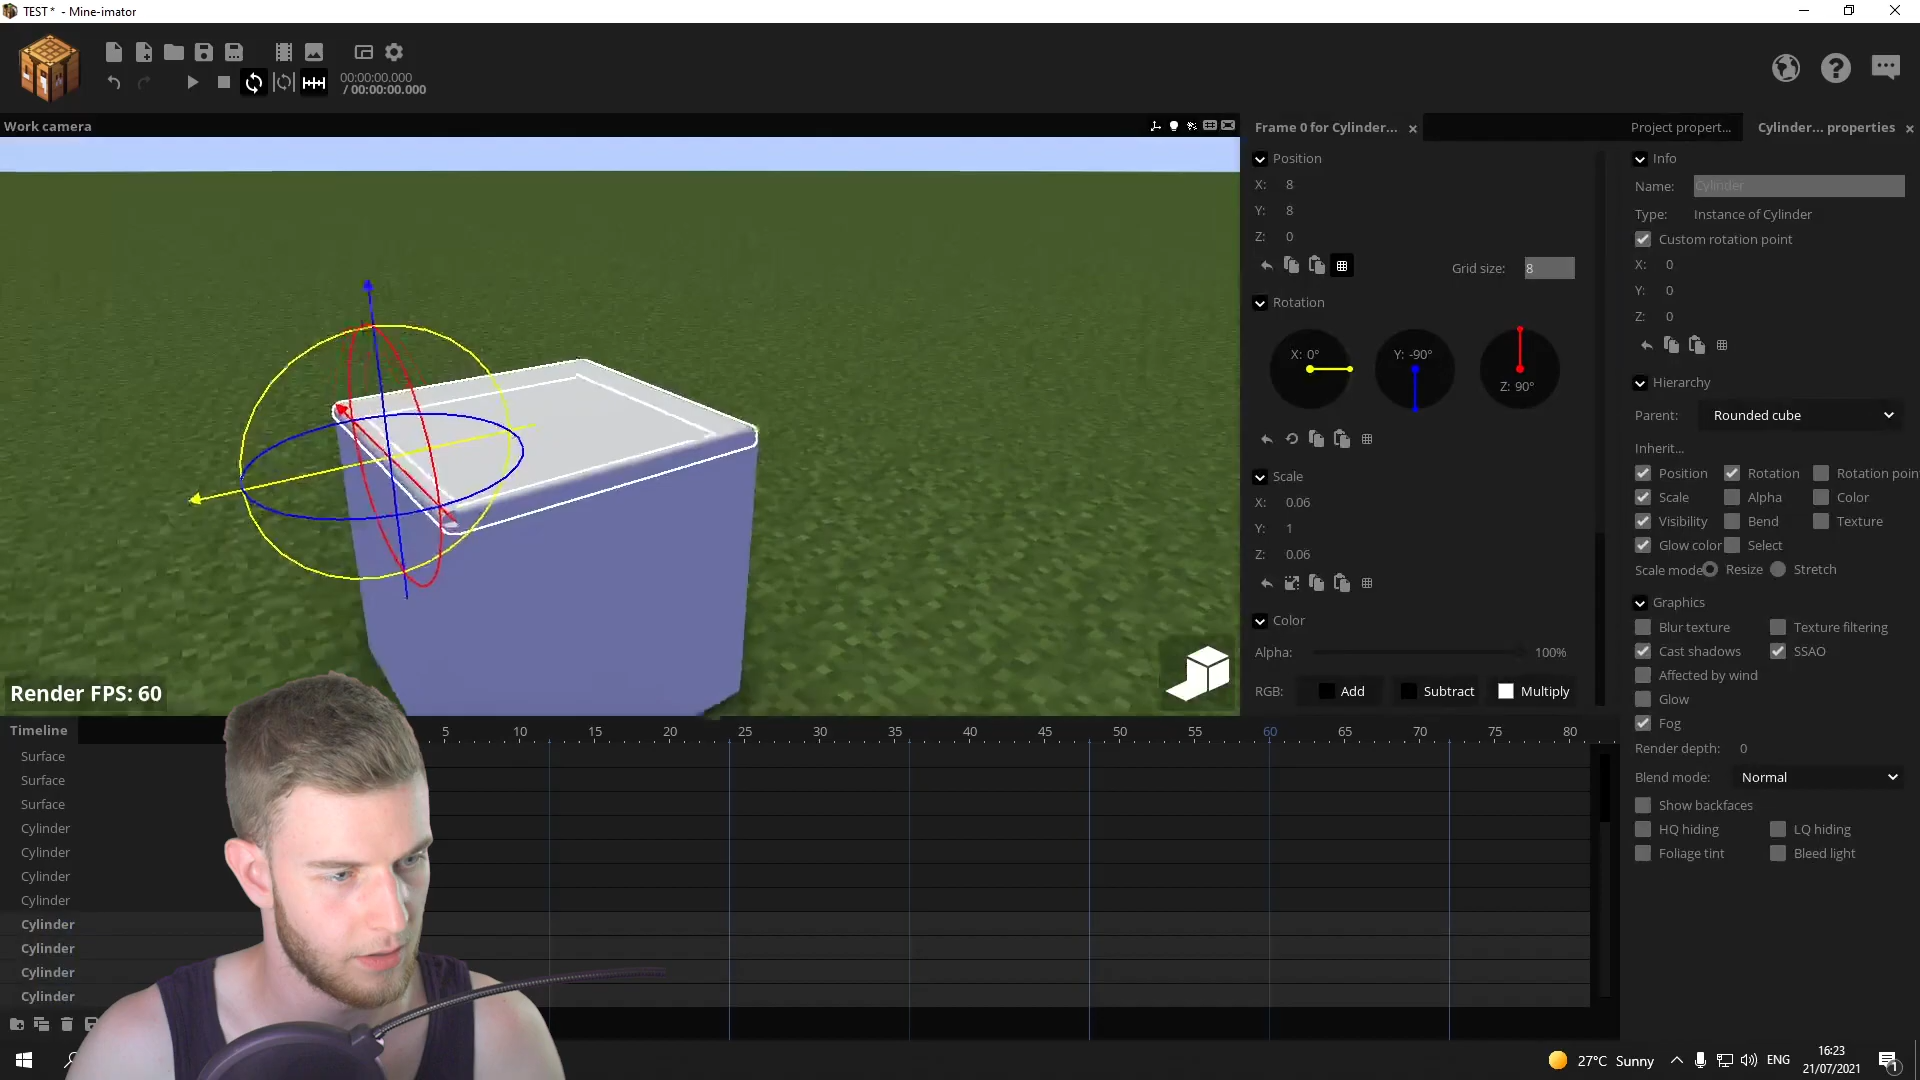 TEST * - Mine-imator
00:00:00.000
/ 00:00:00.000
Work camera
Render FPS: 60
Frame 0 for Cylinder...
Position
X: 8
Y: 8
Z: 0
Grid size: 8
Rotation
X: 0°
Y: -90°
Z: 90°
Scale
X: 0.06
Y: 1
Z: 0.06
Color
Alpha: 100%
RGB: Add Subtract Multiply
Project propert...
Cylinder... properties
Info
Name: Cylinder
Type: Instance of Cylinder
Custom rotation point
X: 0
Y: 0
Z: 0
Hierarchy
Parent: Rounded cube
Inherit...
Position Rotation Rotation poin
Scale Alpha Color
Visibility Bend Texture
Glow color Select
Scale mode Resize Stretch
Graphics
Blur texture Texture filtering
Cast shadows SSAO
Affected by wind
Glow
Fog
Render depth: 0
Blend mode: Normal
Show backfaces
HQ hiding LQ hiding
Foliage tint Bleed light
Timeline
5 10 15 20 25 30 35 40 45 50 55 60 65 70 75 80
Surface
Surface
Surface
Cylinder
Cylinder
Cylinder
Cylinder
Cylinder
Cylinder
Cylinder
Cylinder
27°C Sunny
ENG
16:23
21/07/2021
1